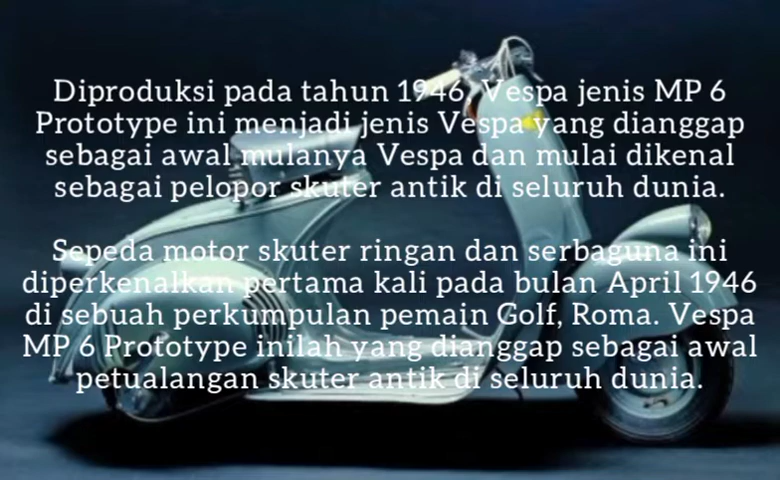 Diproduksi pada tahun 1946, Vespa jenis MP 6
Prototype ini menjadi jenis Vespa yang dianggap
sebagai awal mulanya Vespa dan mulai dikenal
sebagai pelopor skuter antik di seluruh dunia.
Sepeda motor skuter ringan dan serbaguna ini
diperkenalkan pertama kali pada bulan April 1946
di sebuah perkumpulan pemain Golf, Roma. Vespa
MP 6 Prototype inilah yang dianggap sebagai awal
petualangan skuter antik di seluruh dunia.